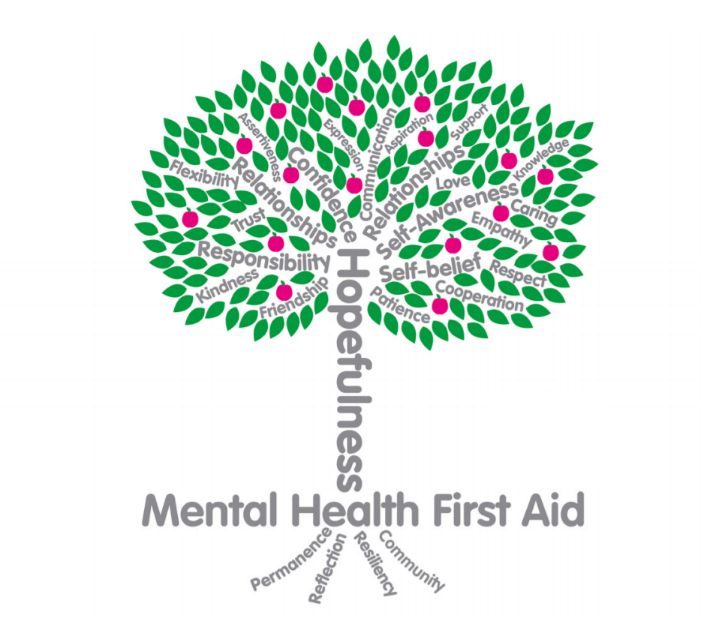 Assertiveness
Expression
Communication
Aspiration
Support
Flexibility
Relationships
Confidence
Relationships
Love
Knowledge
Trust
Self-Awareness
Caring
Empathy
Responsibility
Self-belief
Respect
Kindness
Friendship
Patience
Cooperation
Hopefulness
Mental Health First Aid
Permanence
Reflection
Resiliency
Community